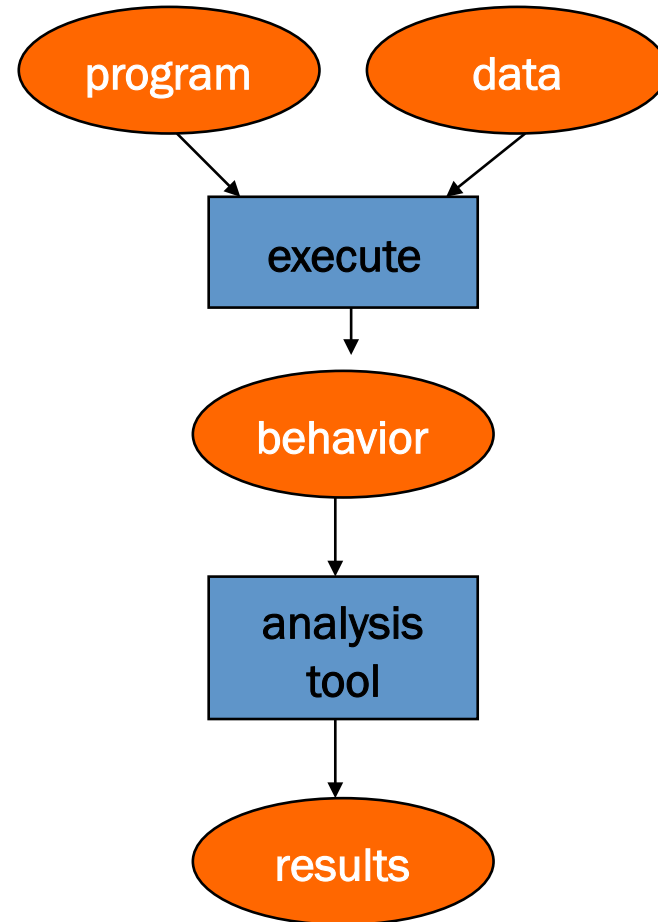 program
data
execute
behavior
analysis
tool
results